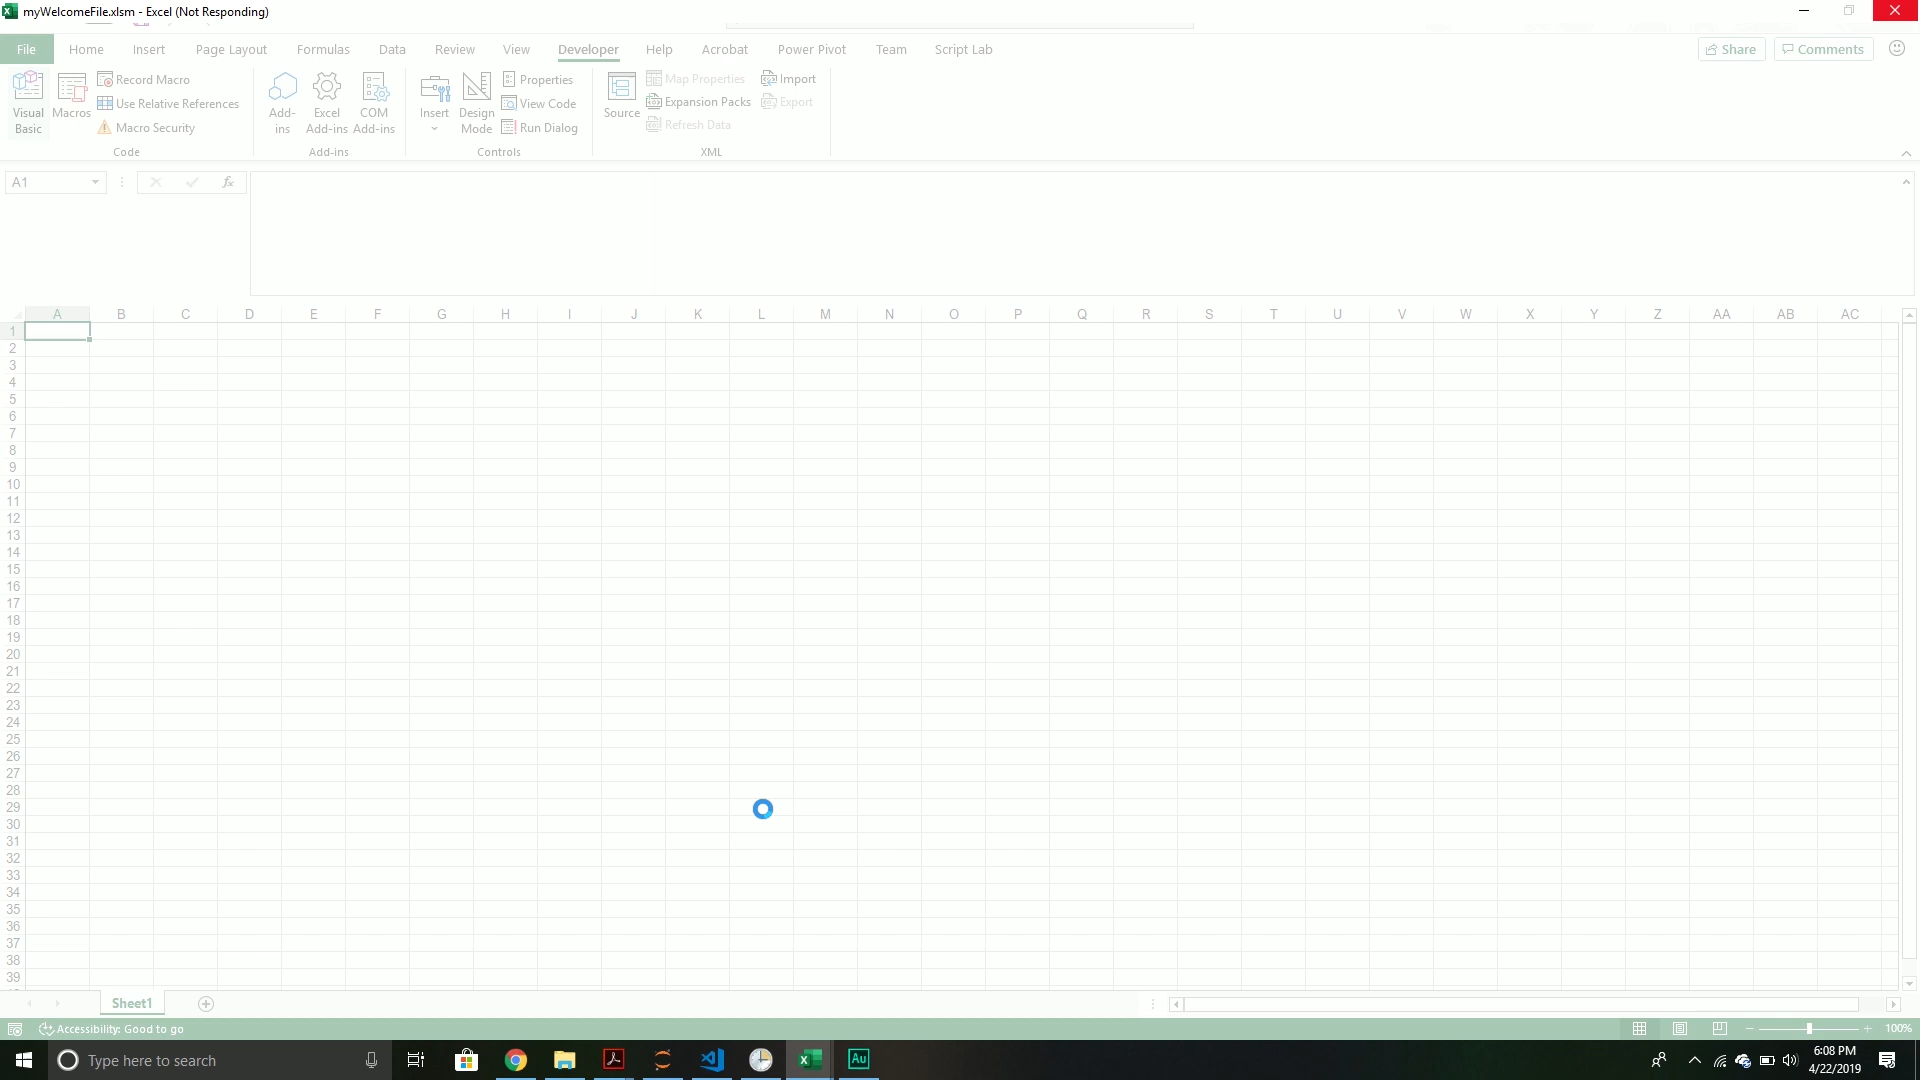 myWelcomeFile.xlsm - Excel (Not Responding)
File Home Insert Page Layout Formulas Data Review View Developer Help Acrobat Power Pivot Team Script Lab Share Comments
Visual Basic
Macros
Record Macro
Use Relative References
Macro Security
Code
Add-ins
Excel Add-ins
COM Add-ins
Add-ins
Insert
Design Mode
Properties
View Code
Run Dialog
Controls
Source
Map Properties
Expansion Packs
Refresh Data
Import
Export
XML
A1
fx
A B C D E F G H I J K L M N O P Q R S T U V W X Y Z AA AB AC
1
2
3
4
5
6
7
8
9
10
11
12
13
14
15
16
17
18
19
20
21
22
23
24
25
26
27
28
29
30
31
32
33
34
35
36
37
38
39
Sheet1
Accessibility: Good to go
100%
Type here to search
Au
6:08 PM
4/22/2019